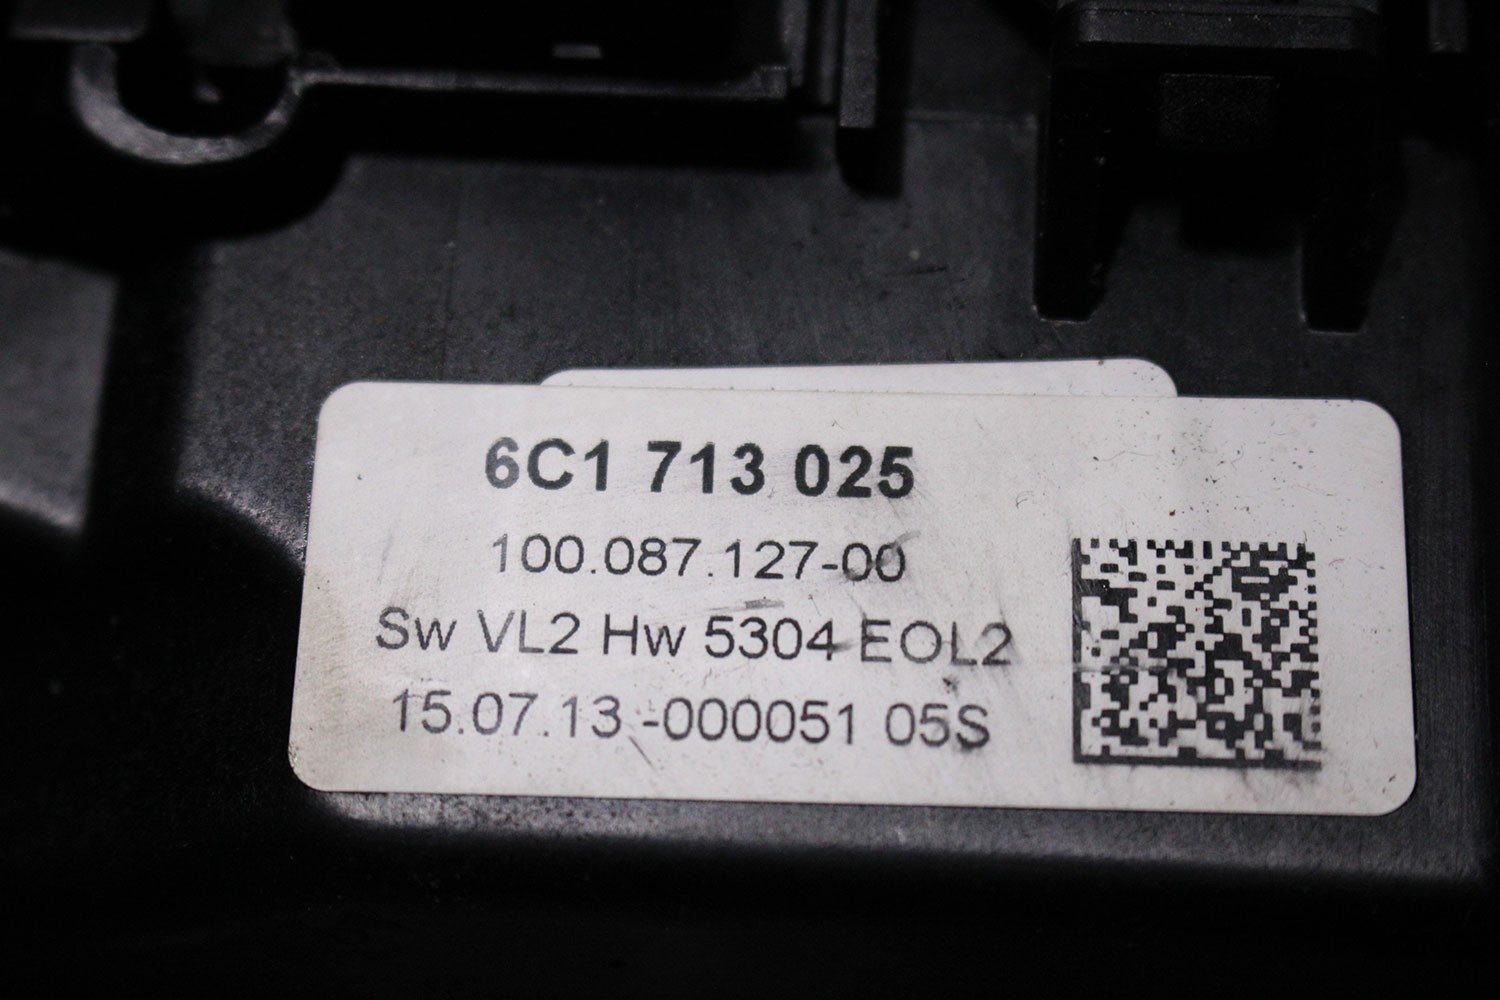 6C1 713 025
100.087.127-00
Sw VL2 Hw 5304 EOL2
15.07.13 -000051 05S